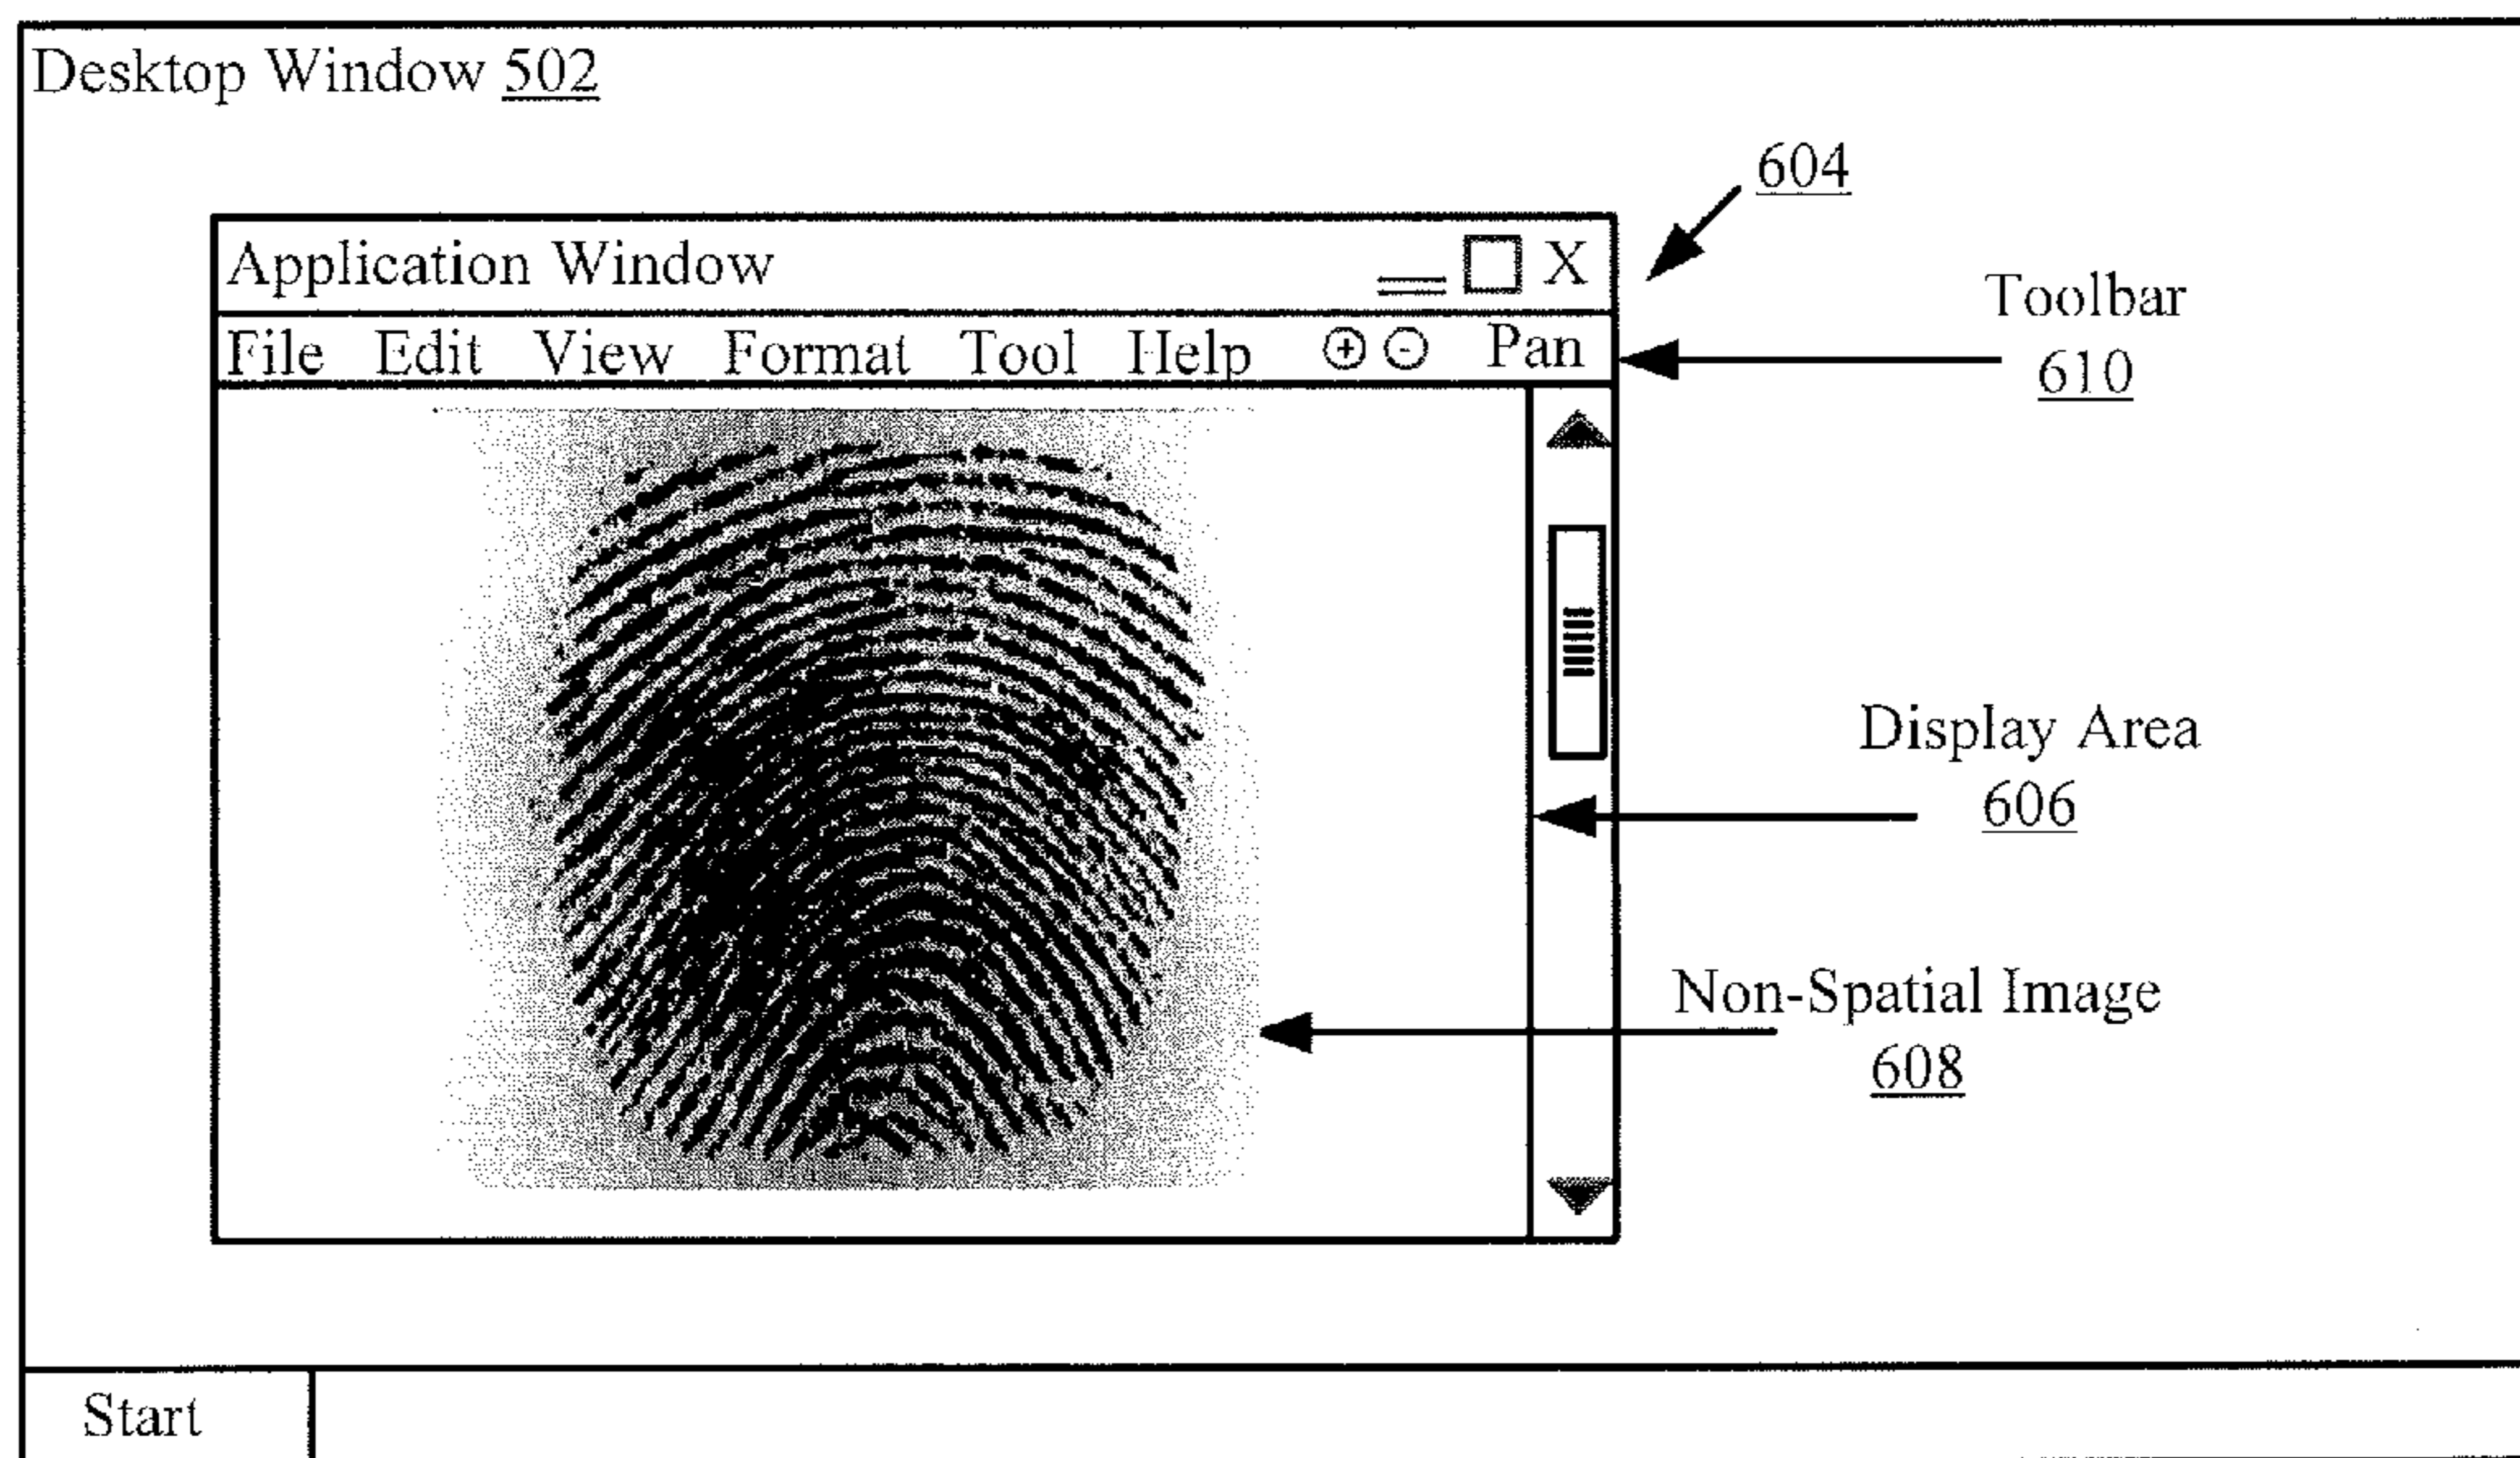 Desktop Window 502
604
Application Window X
Toolbar
610
File Edit View Format Tool Help + - Pan
Display Area
606
Non-Spatial Image
608
Start